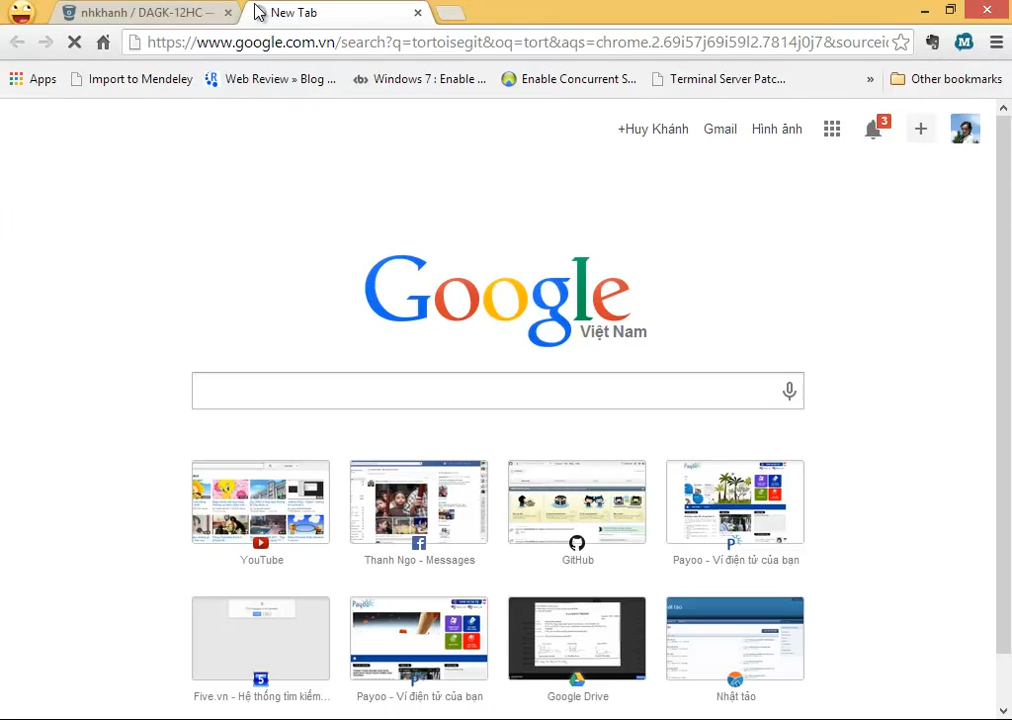 nhkhanh / DAGK-12HC —
New Tab
https://www.google.com.vn/search?q=tortoisegit&oq=tort&aqs=chrome.2.69i57j69i59l2.7814j0j7&sourceid
Apps
Import to Mendeley
Web Review » Blog ...
Windows 7 : Enable ...
Enable Concurrent S...
Terminal Server Patc...
»
Other bookmarks
+Huy Khánh
Gmail
Hình ảnh
3
Google
Việt Nam
YouTube
Thanh Ngo - Messages
GitHub
Payoo - Ví điện tử của bạn
Five.vn - Hệ thống tìm kiếm...
Payoo - Ví điện tử của bạn
Google Drive
Nhật tảo